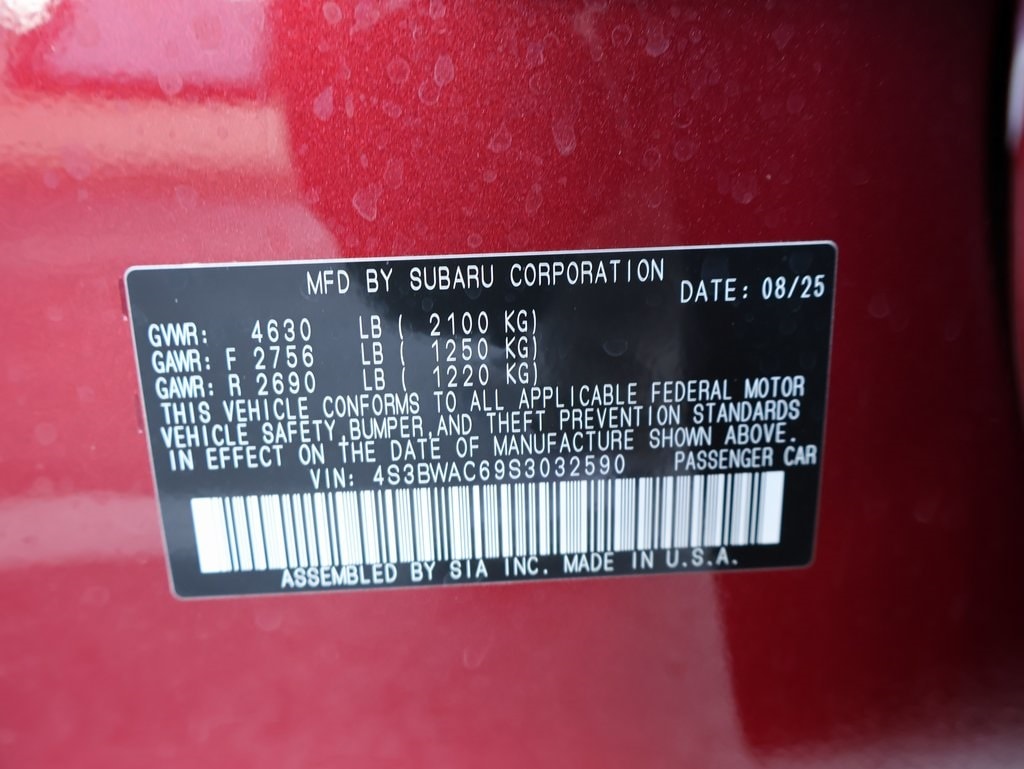 MFD BY SUBARU CORPORATION DATE: 08/25
GVWR: 4630 LB ( 2100 KG)
GAWR: F 2756 LB ( 1250 KG)
GAWR: R 2690 LB ( 1220 KG)
THIS VEHICLE CONFORMS TO ALL APPLICABLE FEDERAL MOTOR
VEHICLE SAFETY, BUMPER, AND THEFT PREVENTION STANDARDS
IN EFFECT ON THE DATE OF MANUFACTURE SHOWN ABOVE.
VIN: 4S3BWAC69S3032590 PASSENGER CAR
ASSEMBLED BY SIA INC. MADE IN U.S.A.